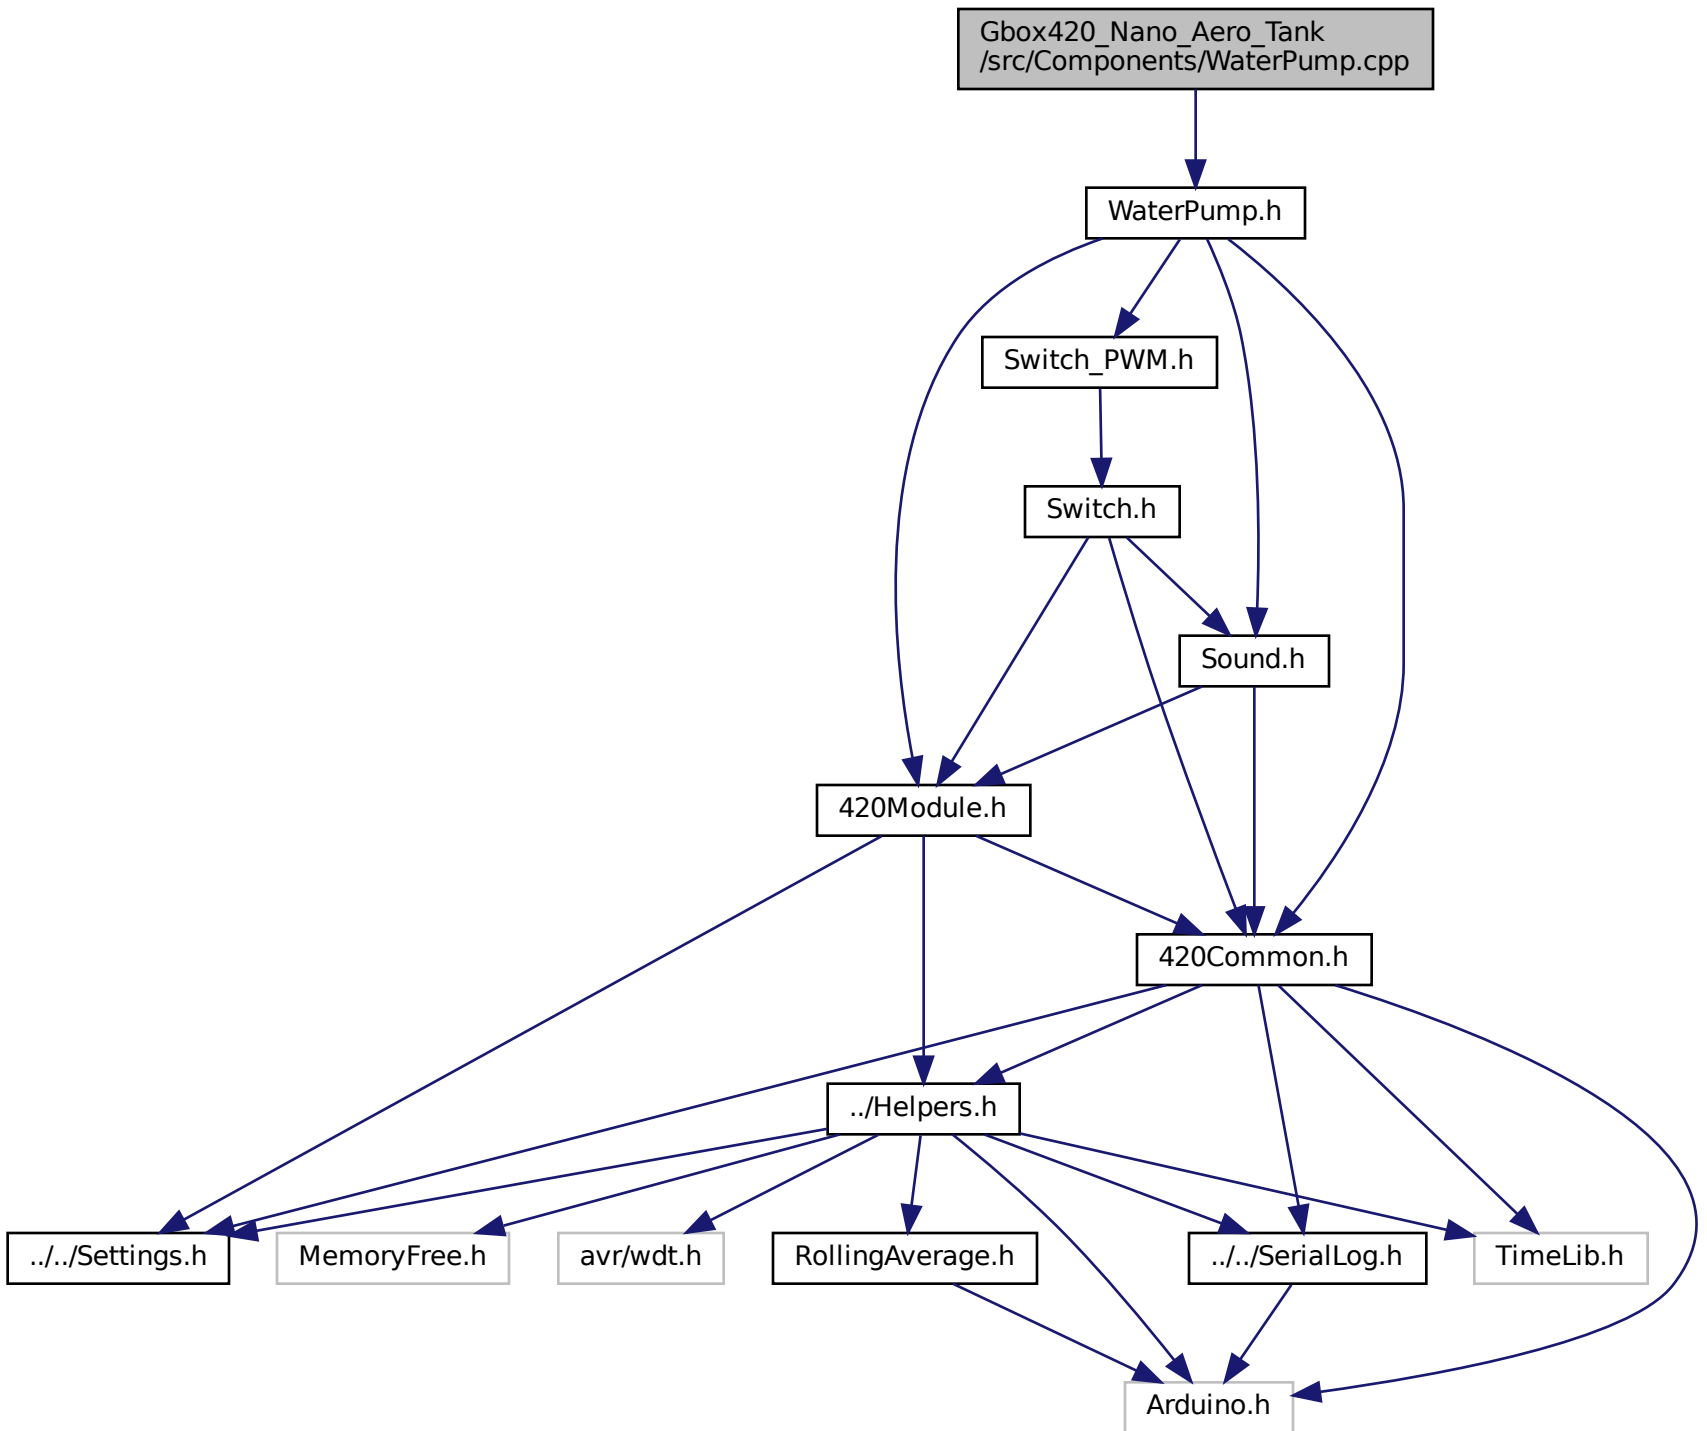 Gbox420_Nano_Aero_Tank
/src/Components/WaterPump.cpp
WaterPump.h
Switch_PWM.h
Switch.h
Sound.h
420Module.h
420Common.h
../Helpers.h
../../Settings.h
MemoryFree.h
avr/wdt.h
RollingAverage.h
../../SerialLog.h
TimeLib.h
Arduino.h